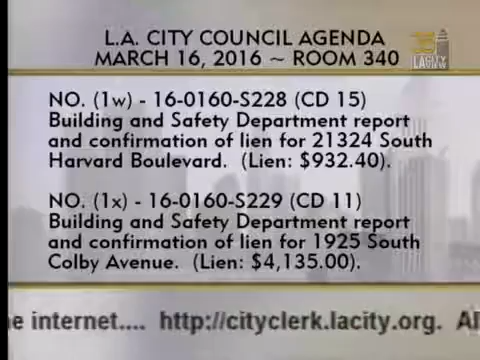 L.A. CITY COUNCIL AGENDA
MARCH 16, 2016 ~ ROOM 340
35
LACITY
VIEW
NO. (1w) - 16-0160-S228 (CD 15)
Building and Safety Department report
and confirmation of lien for 21324 South
Harvard Boulevard. (Lien: $932.40).
NO. (1x) - 16-0160-S229 (CD 11)
Building and Safety Department report
and confirmation of lien for 1925 South
Colby Avenue. (Lien: $4,135.00).
e internet.... http://cityclerk.lacity.org. Al